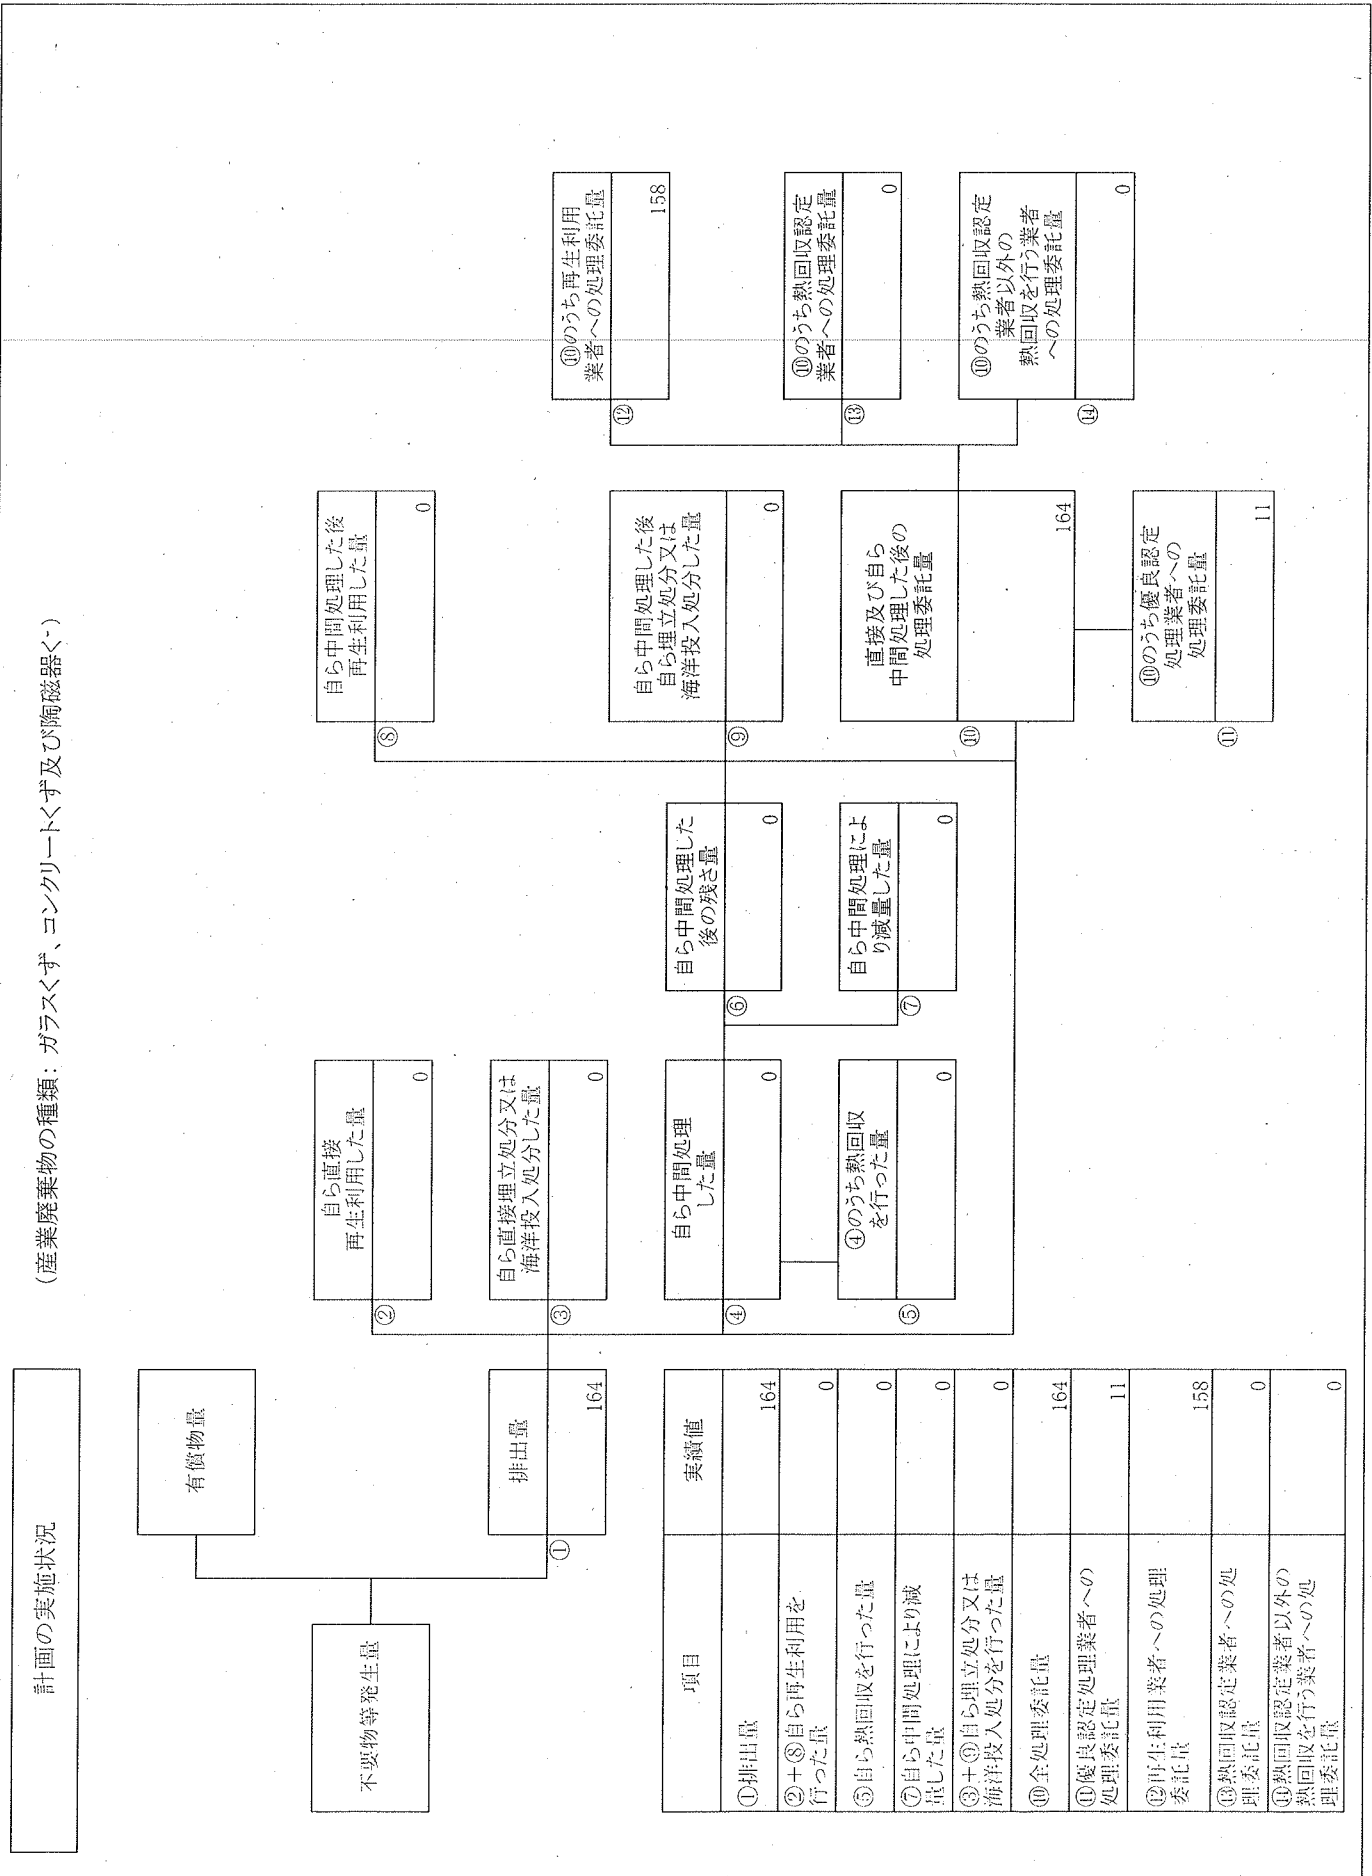 計画の実施状況
(産業廃棄物の種類：ガラスくず、コンクリートくず及び陶磁器く
不要物等発生量
有償物量
①
排出量
164
②
自ら直接
再生利用した量
0
③
自ら直接埋立処分又は
海洋投入処分した量
0
④
自ら中間処理
した量
0
⑤
④のうち熱回収
を行った量
0
⑥
自ら中間処理した
後の残さ量
0
⑦
自ら中間処理によ
り減量した量
0
⑧
自ら中間処理した後
再生利用した量
0
⑨
自ら中間処理した後
自ら埋立処分又は
海洋投入処分した量
0
⑩
直接及び自ら
中間処理した後の
処理委託量
164
⑪
⑩のうち優良認定
処理業者への
処理委託量
11
⑫
⑩のうち再生利用
業者への処理委託量
158
⑬
⑩のうち熱回収認定
業者への処理委託量
0
⑭
⑩のうち熱回収認定
業者以外の
熱回収を行う業者
への処理委託量
0
項目 実績値
①排出量 164
②＋⑧自ら再生利用を
行った量 0
⑤自ら熱回収を行った量 0
⑦自ら中間処理により減
量した量 0
③＋⑨自ら埋立処分又は
海洋投入処分を行った量 0
⑩全処理委託量 164
⑪優良認定処理業者への
処理委託量 11
⑫再生利用業者への処理
委託量 158
⑬熱回収認定業者への処
理委託量 0
⑭熱回収認定業者以外の
熱回収を行う業者への処
理委託量 0